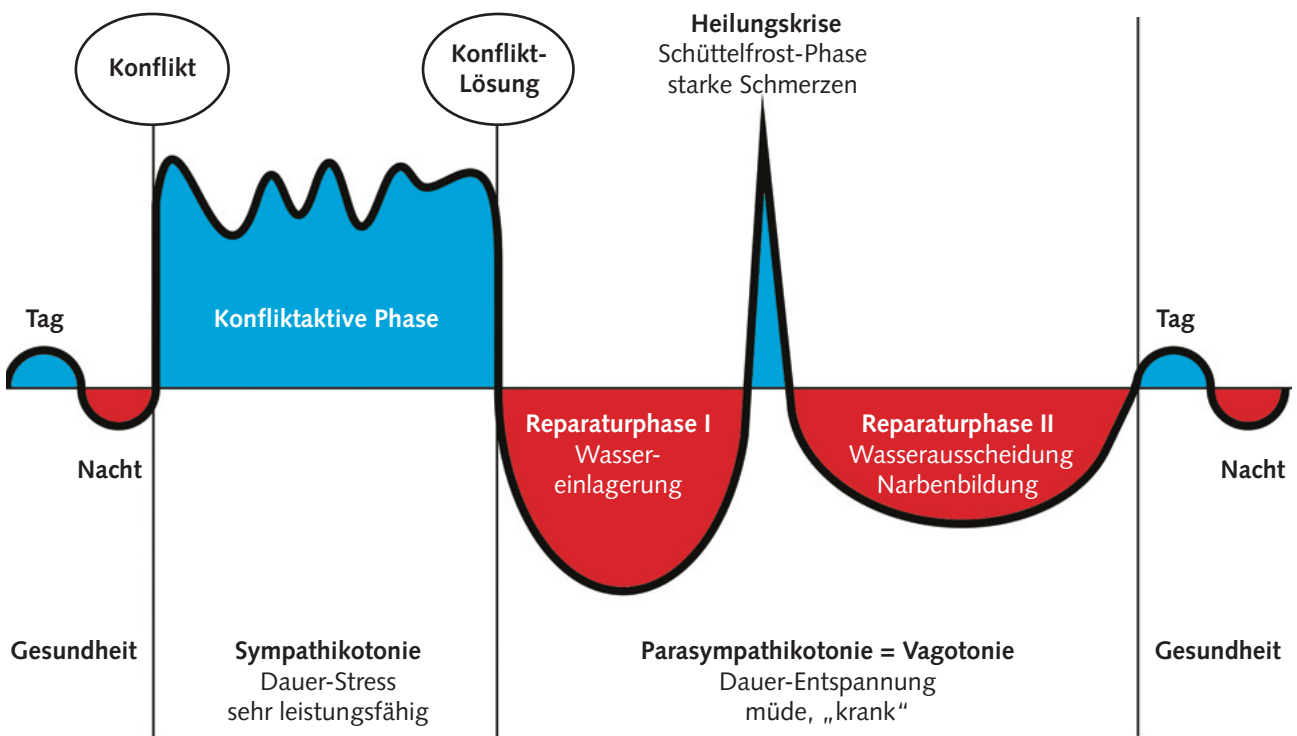 Konflikt
Konflikt-
Lösung
Heilungskrise
Schüttelfrost-Phase
starke Schmerzen
Tag
Nacht
Konfliktaktive Phase
Reparaturphase I
Wasser-
einlagerung
Reparaturphase II
Wasserausscheidung
Narbenbildung
Tag
Nacht
Gesundheit
Sympathikotonie
Dauer-Stress
sehr leistungsfähig
Parasympathikotonie = Vagotonie
Dauer-Entspannung
müde, „krank“
Gesundheit